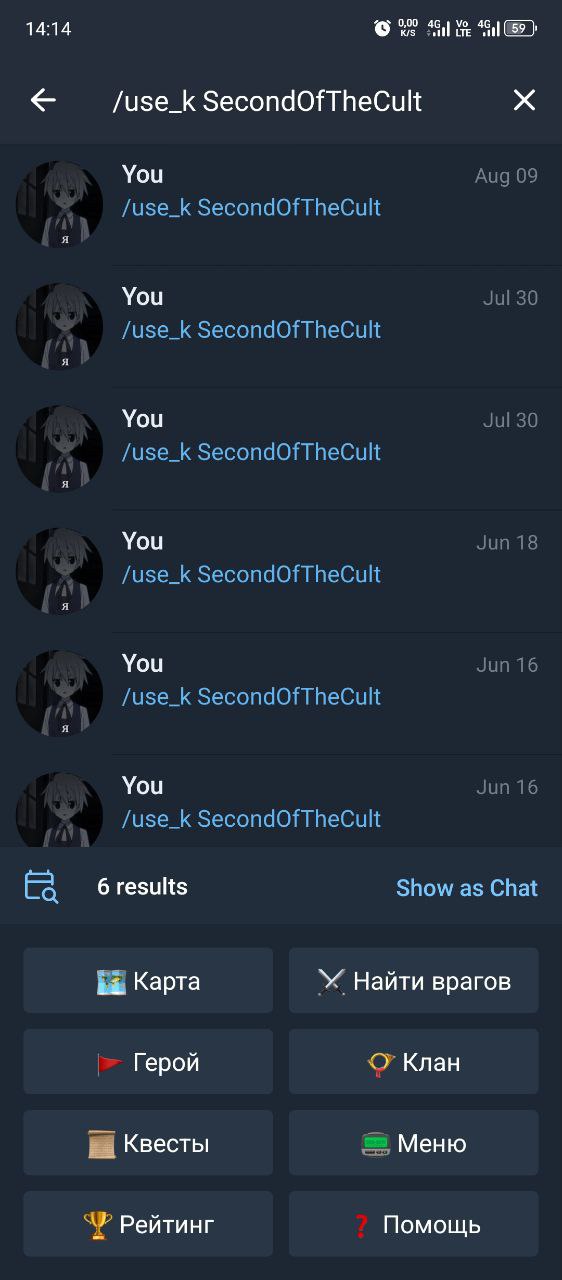 14:14
0,00 K/S 4G Vo LTE 4G 59
/use_k SecondOfTheCult
You
Aug 09
/use_k SecondOfTheCult
я
You
Jul 30
/use_k SecondOfTheCult
я
You
Jul 30
/use_k SecondOfTheCult
я
You
Jun 18
/use_k SecondOfTheCult
я
You
Jun 16
/use_k SecondOfTheCult
я
You
Jun 16
/use_k SecondOfTheCult
6 results
Show as Chat
Карта
Найти врагов
Герой
Клан
Квесты
Меню
Рейтинг
Помощь